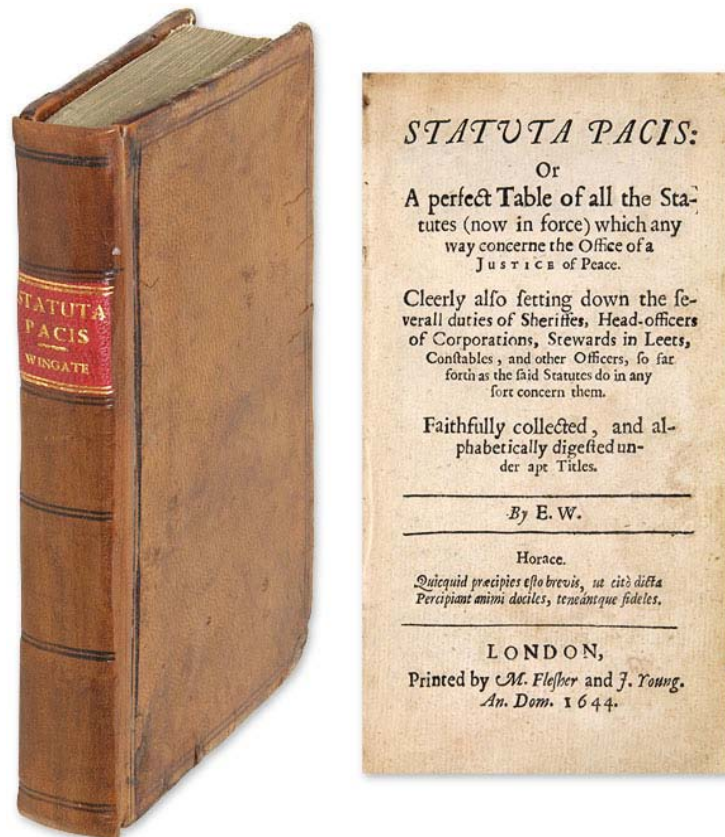 STATUTA
PACIS
WINGATE
STATVTA PACIS:
Or
A perfect Table of all the Sta-
tutes (now in force) which any
way concerne the Office of a
JUSTICE of Peace.
Cleerly also setting down the se-
verall duties of Sheriffes, Head-officers
of Corporations, Stewards in Leets,
Constables, and other Officers, so far
forth as the said Statutes do in any
sort concern them.
Faithfully collected, and al-
phabetically digested un-
der apt Titles.
By E. W.
Horace.
Quicquid præcipies esto brevis, ut citò dicta
Percipiant animi dociles, teneántque fideles.
LONDON,
Printed by M. Flesher and J. Young.
An. Dom. 1644.